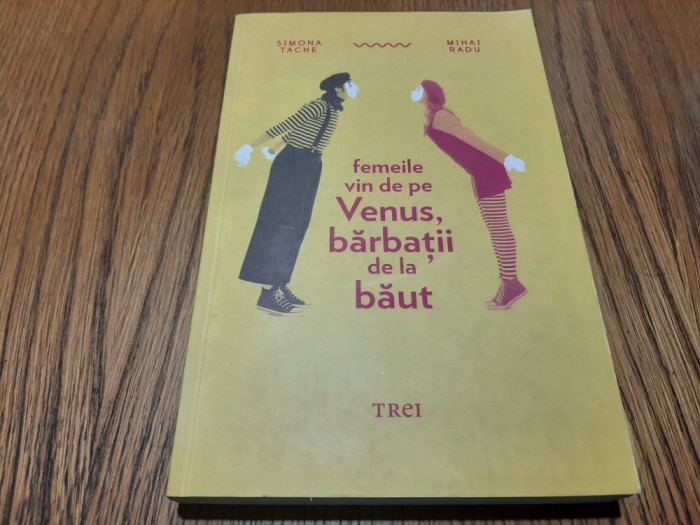 SIMONA
TACHE
MIHAI
RADU
femeile
vin de pe
Venus,
bărbații
de la
băut
TREI